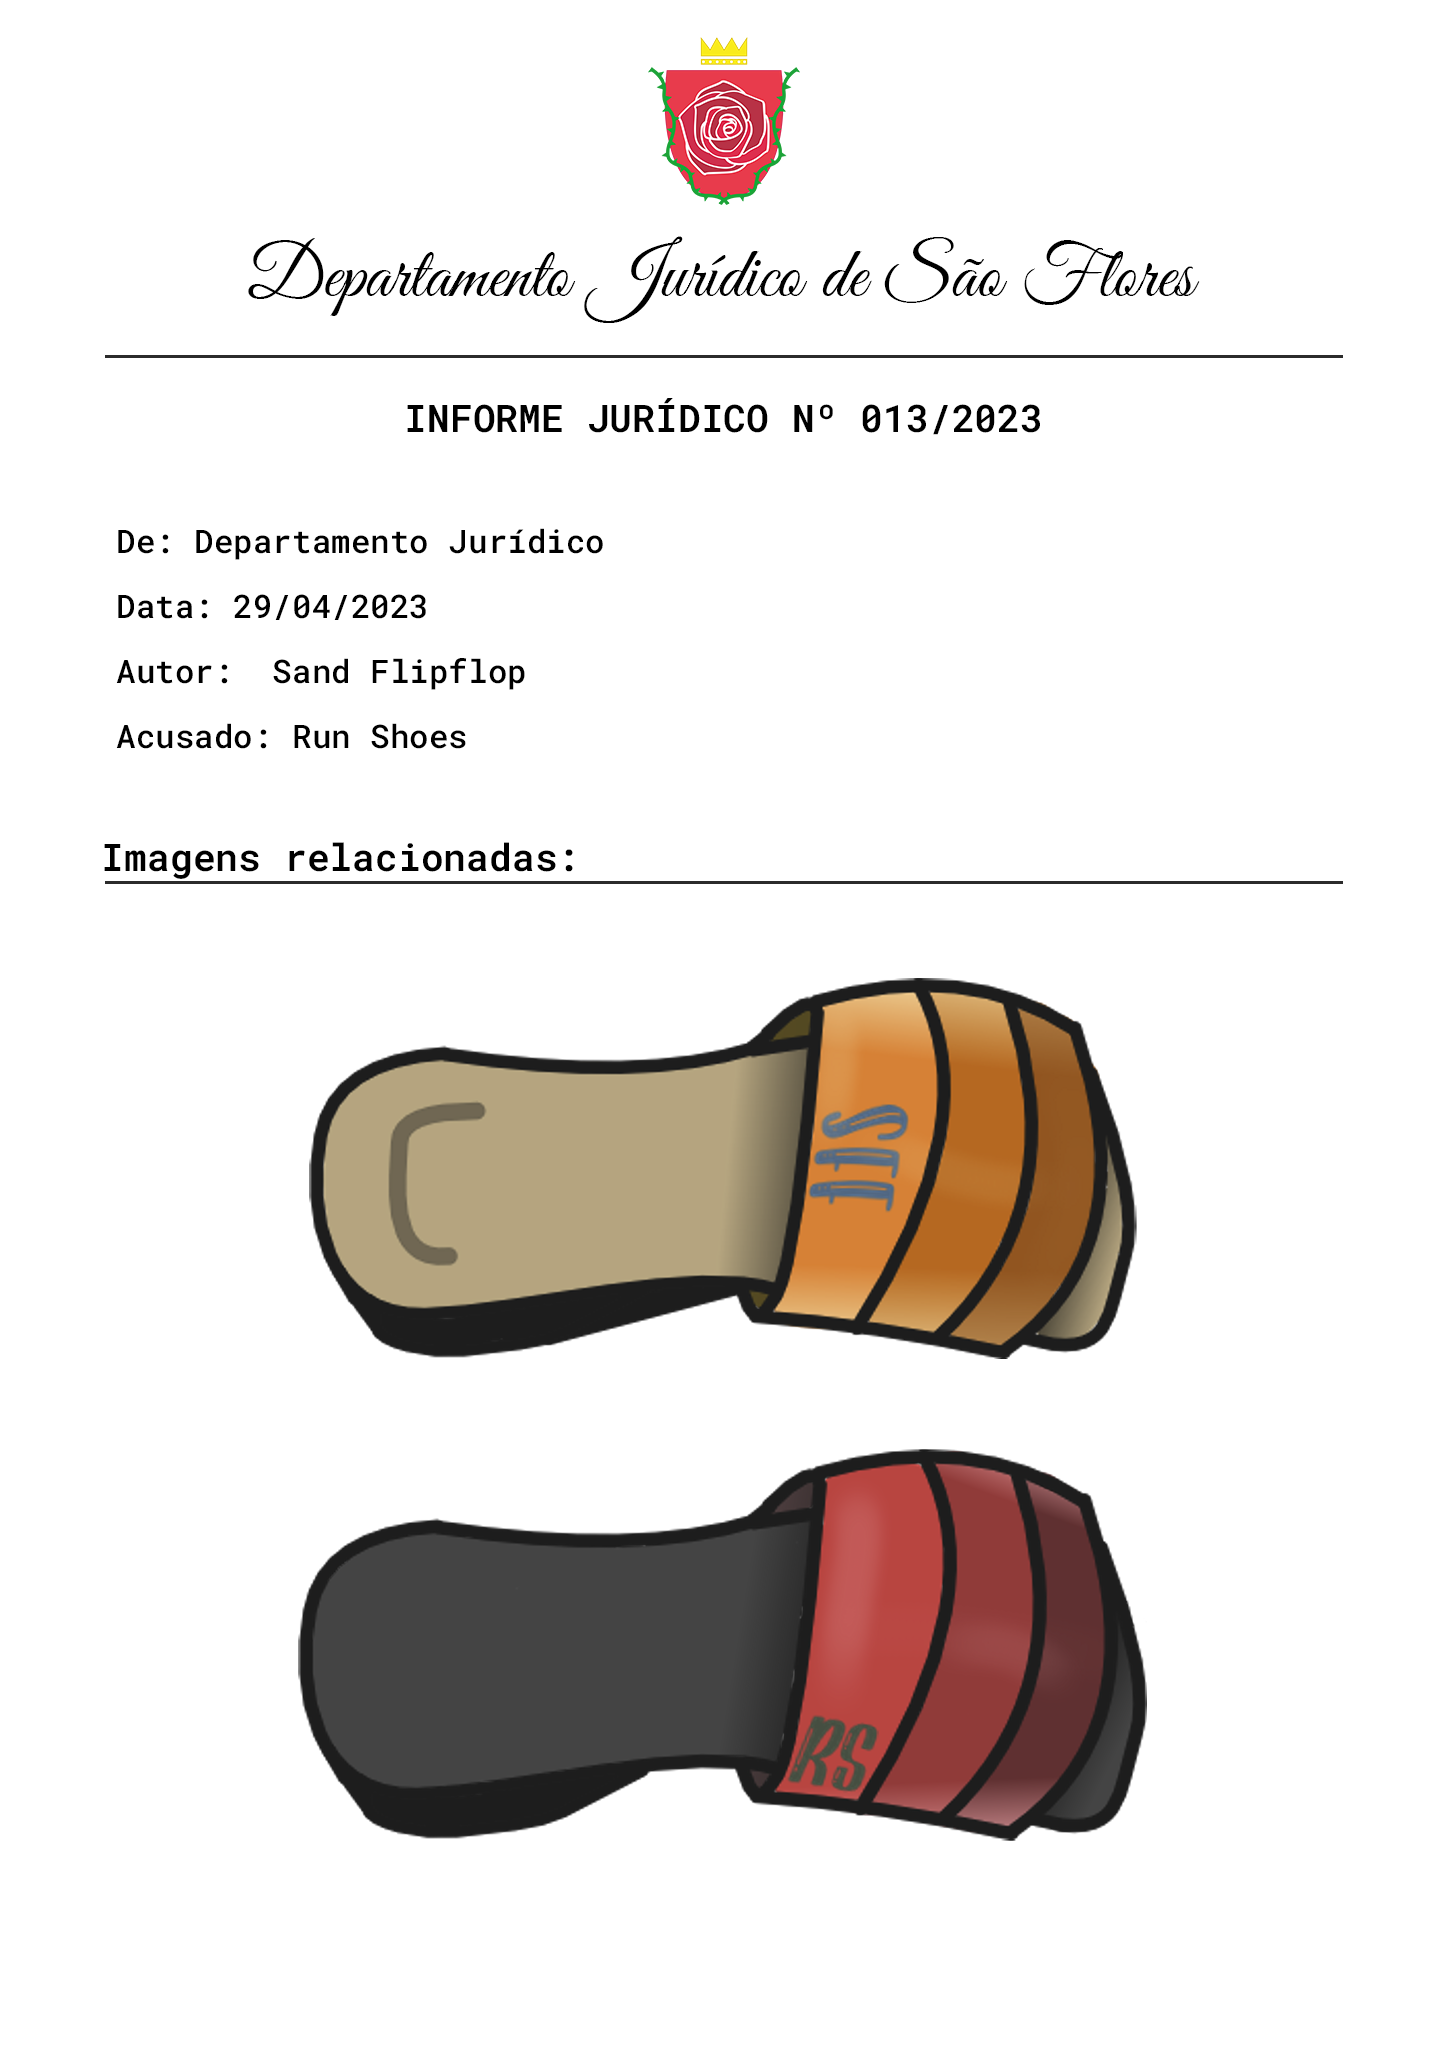 Departamento Jurídico de São Flores
INFORME JURÍDICO Nº 013/2023
De: Departamento Jurídico
Data: 29/04/2023
Autor: Sand Flipflop
Acusado: Run Shoes
Imagens relacionadas:
RS